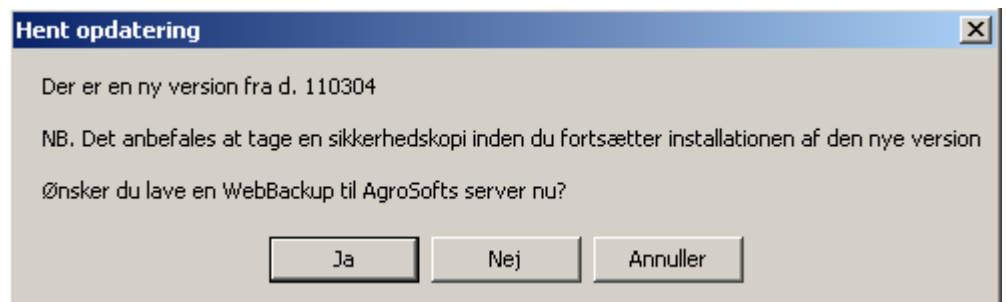 Hent opdatering
Der er en ny version fra d. 110304
NB. Det anbefales at tage en sikkerhedskopi inden du fortsætter installationen af den nye version
Ønsker du lave en WebBackup til AgroSofts server nu?
Ja
Nej
Annuller